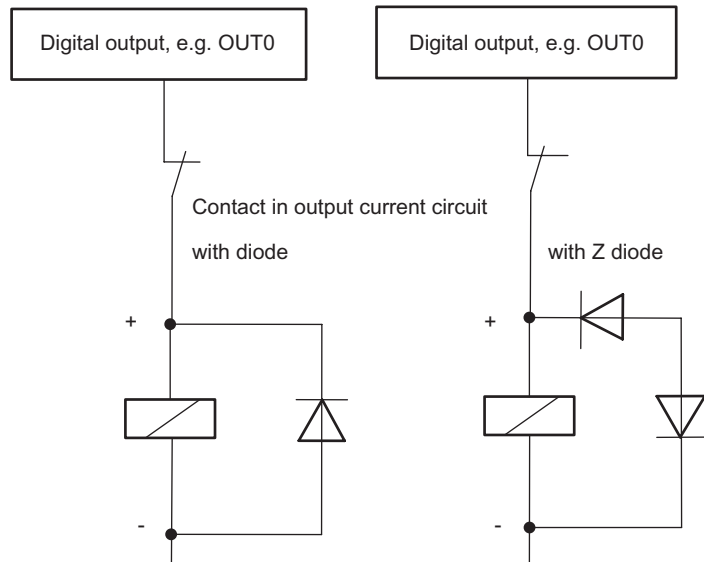 Digital output, e.g. OUT0
Digital output, e.g. OUT0
Contact in output current circuit
with diode
with Z diode
+
+
-
-